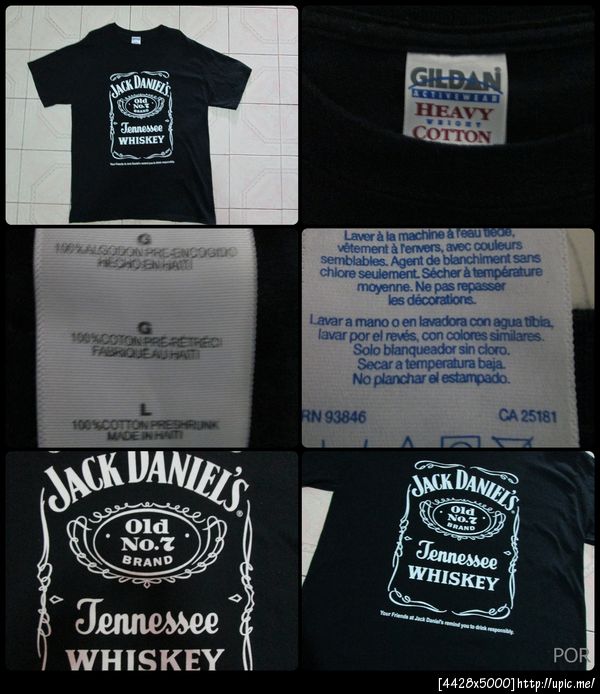 JACK DANIEL'S
Old
No.7
BRAND
Tennessee
WHISKEY
Your Friends at Jack Daniel's remind you to drink responsibly.
GILDAN
ACTIVEWEAR
HEAVY
WEIGHT
COTTON
G
100% ALGODON PRE-ENCOGIDO
HECHO EN HAITI
G
100% COTON PRÉ-RÉTRÉCI
FABRIQUÉ AU HAITI
L
100% COTTON PRESHRUNK
MADE IN HAITI
Laver à la machine à l'eau tiède,
vêtement à l'envers, avec couleurs
semblables. Agent de blanchiment sans
chlore seulement. Sécher à température
moyenne. Ne pas repasser
les décorations.
Lavar a mano o en lavadora con agua tibia,
lavar por el revés, con colores similares.
Solo blanqueador sin cloro.
Secar a temperatura baja.
No planchar el estampado.
RN 93846 CA 25181
JACK DANIEL'S®
Old
No.7
BRAND
Tennessee
WHISKEY
JACK DANIEL'S
Old
No.7
BRAND
Tennessee
WHISKEY
Your Friends at Jack Daniel's remind you to drink responsibly.
POR
[4428x5000]http://upic.me/